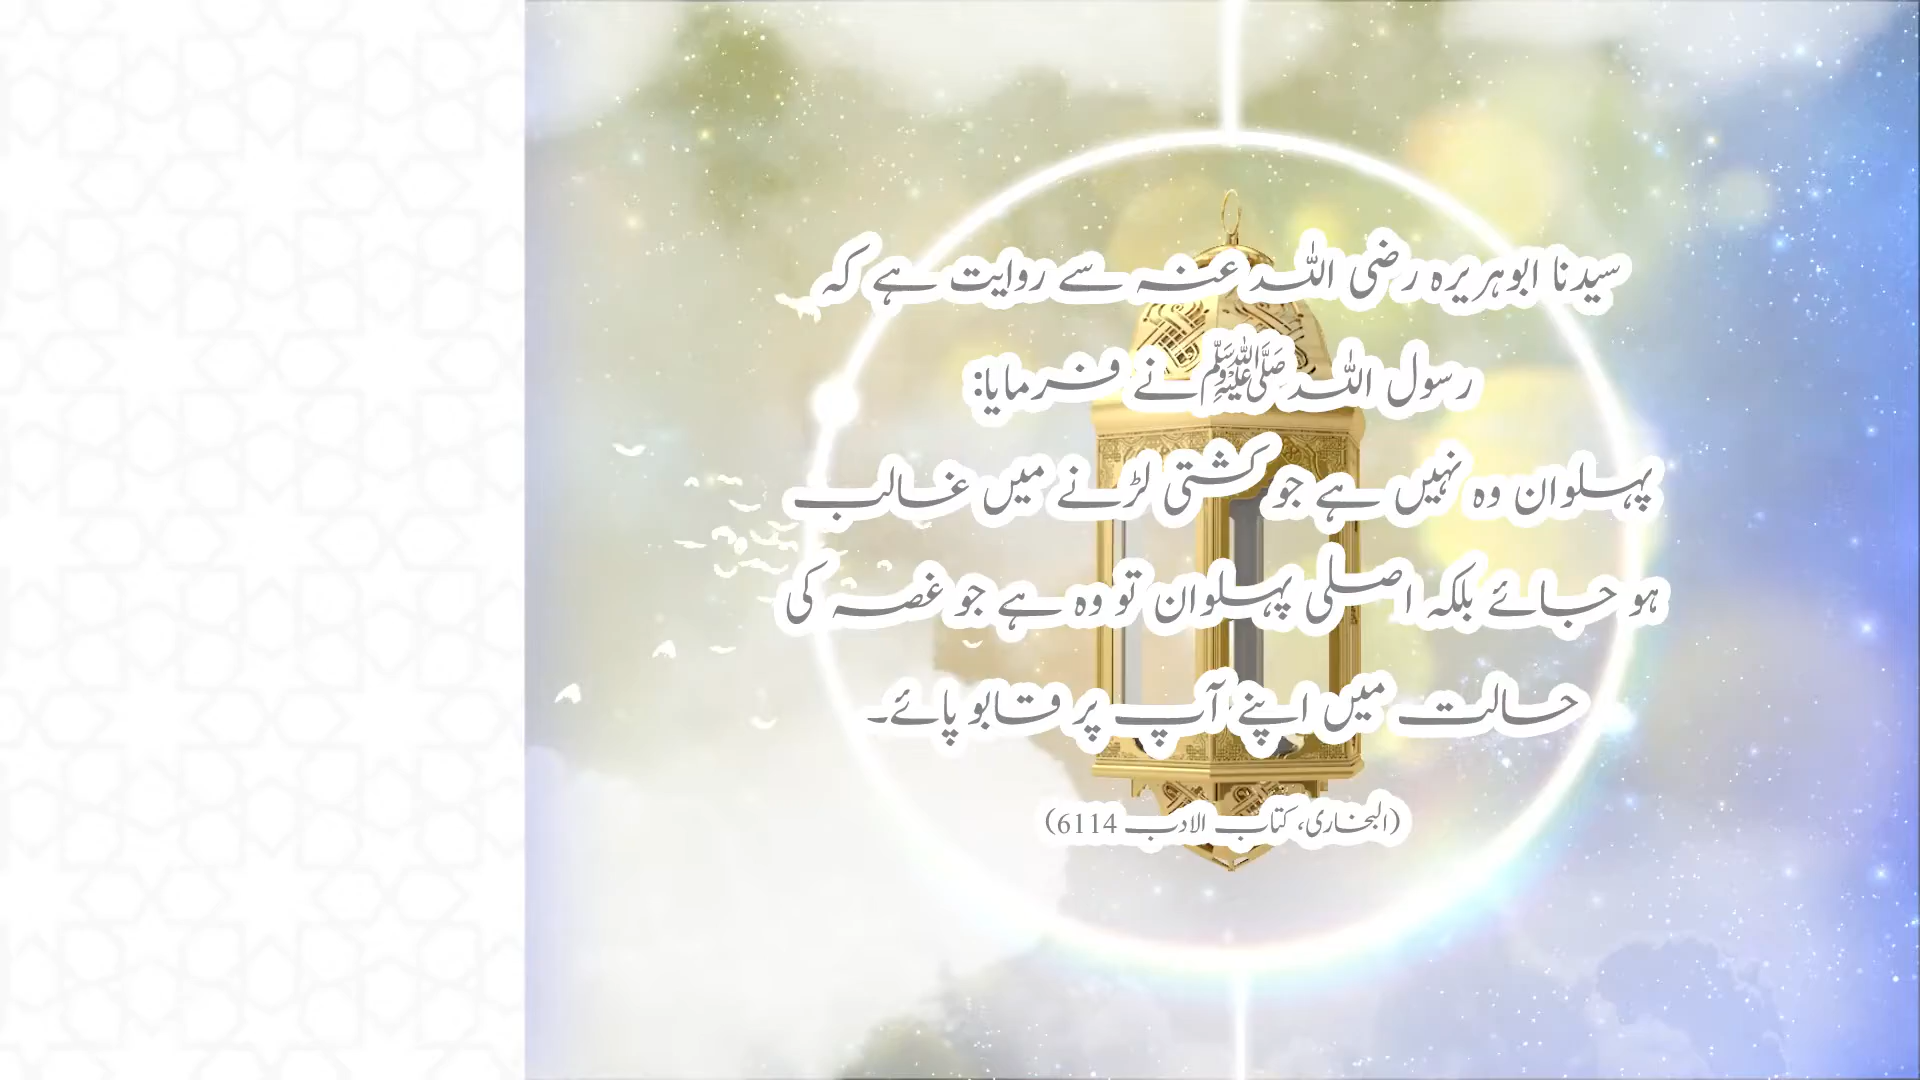 سیدنا ابوہریرہ رضی اللہ عنہ سے روایت ہے کہ
رسول اللہ ﷺ نے فرمایا:
پہلوان وہ نہیں ہے جو کشتی لڑنے میں غالب
ہو جائے بلکہ اصلی پہلوان تو وہ ہے جو غصہ کی
حالت میں اپنے آپ پر قابو پائے۔
(البخاری، کتاب الادب 6114)